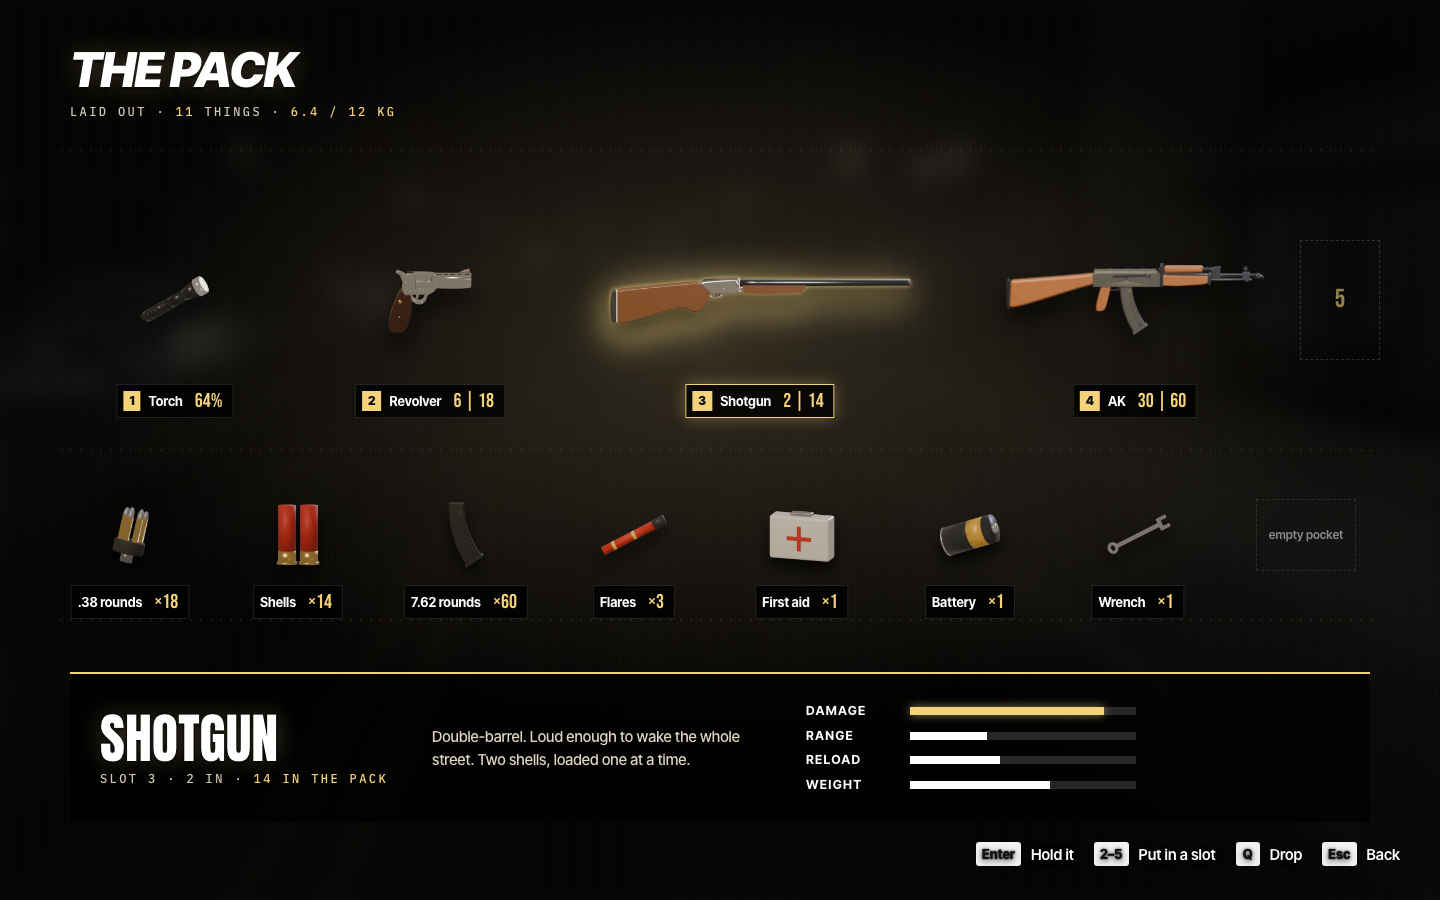 THE PACK
LAID OUT · 11 THINGS · 6.4 / 12 KG
5
1 Torch 64%
2 Revolver 6 | 18
3 Shotgun 2 | 14
4 AK 30 | 60
empty pocket
.38 rounds ×18
Shells ×14
7.62 rounds ×60
Flares ×3
First aid ×1
Battery ×1
Wrench ×1
SHOTGUN
SLOT 3 · 2 IN · 14 IN THE PACK
Double-barrel. Loud enough to wake the whole
street. Two shells, loaded one at a time.
DAMAGE
RANGE
RELOAD
WEIGHT
Enter Hold it 2–5 Put in a slot Q Drop Esc Back